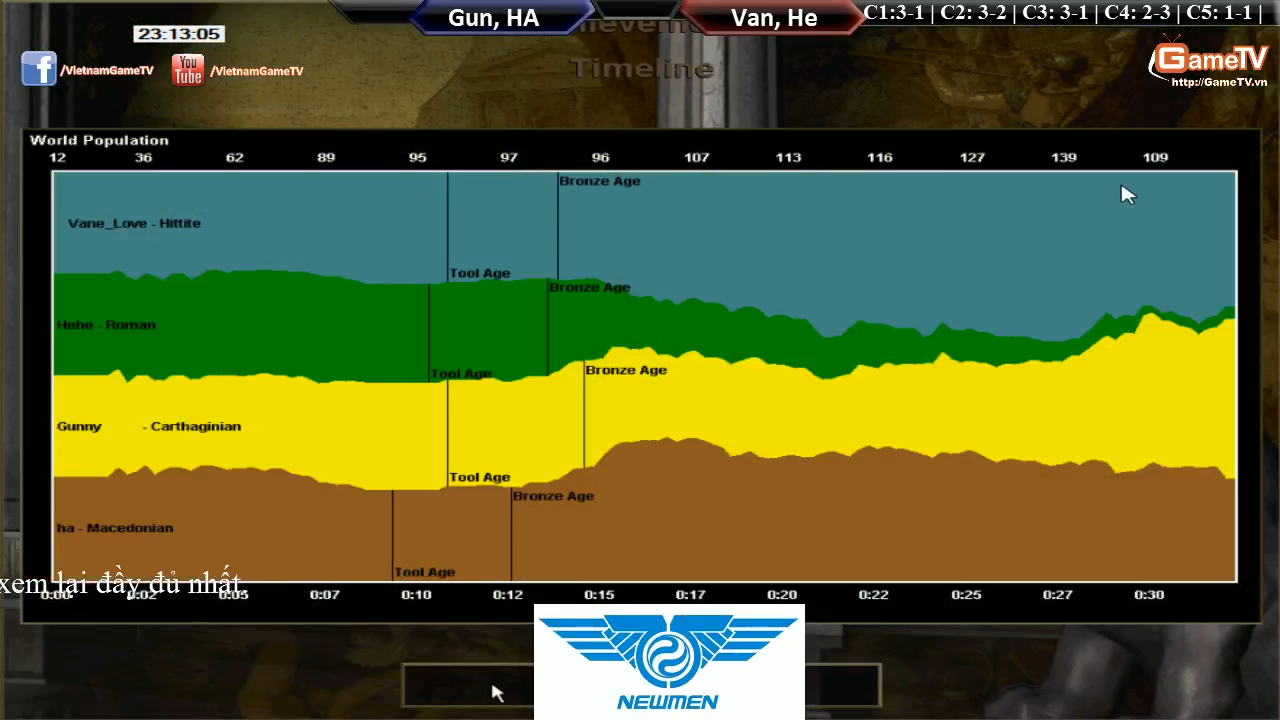 Gun, HA
Van, He
C1:3-1 | C2: 3-2 | C3: 3-1 | C4: 2-3 | C5: 1-1 |
23:13:05
Timeline
/VietnamGameTV
You Tube
/VietnamGameTV
GameTV
http://GameTV.vn
World Population
12 36 62 89 95 97 96 107 113 116 127 139 109
Bronze Age
Vane_Love - Hittite
Tool Age
Bronze Age
Hehe - Roman
Tool Age
Bronze Age
Gunny - Carthaginian
Tool Age
Bronze Age
ha - Macedonian
Tool Age
xem lại đầy đủ nhất.
0:00 0:02 0:05 0:07 0:10 0:12 0:15 0:17 0:20 0:22 0:25 0:27 0:30
NEWMEN